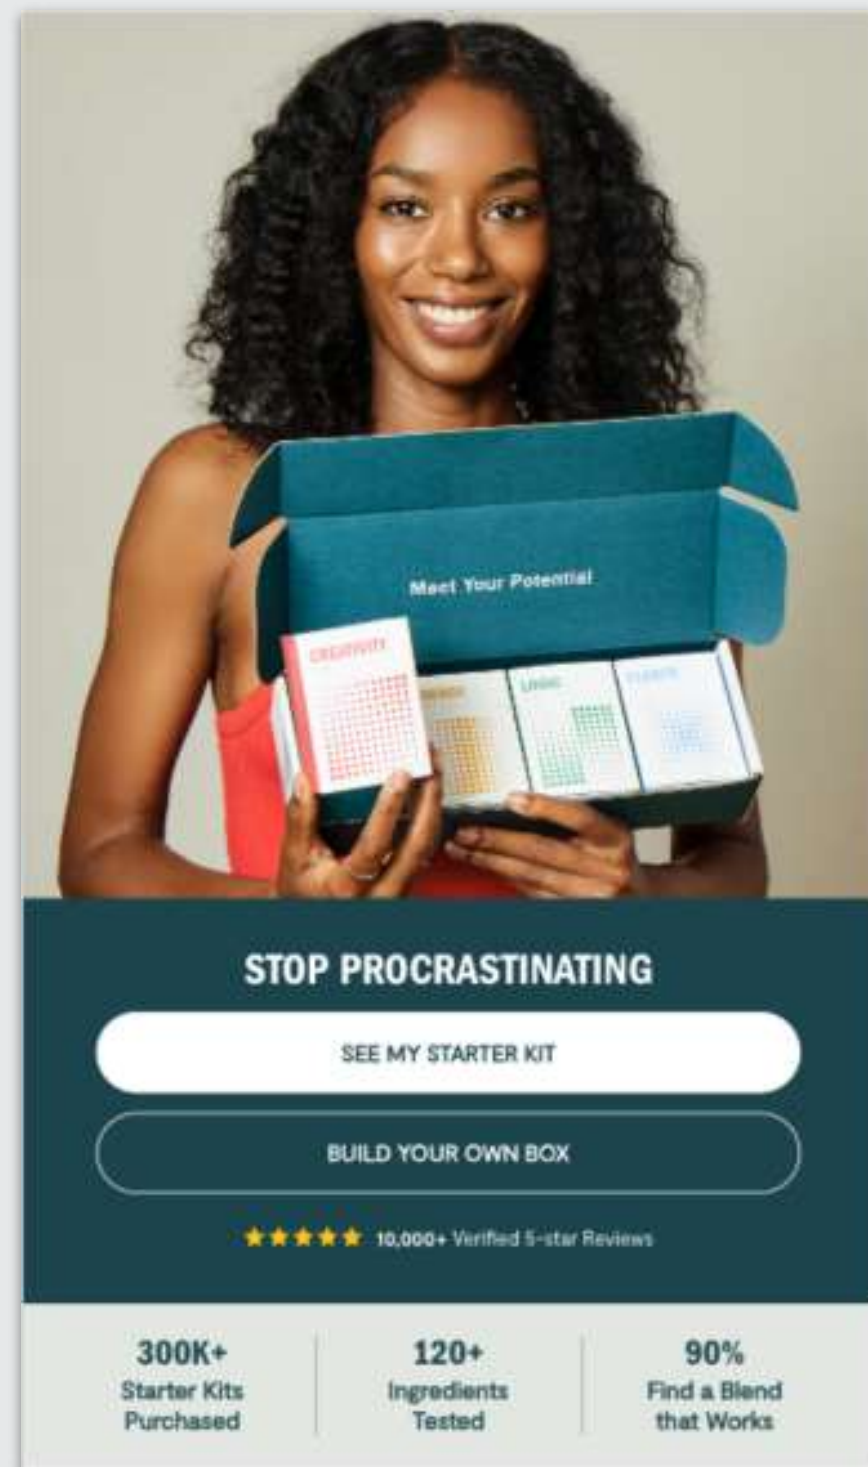 Meet Your Potential
CREATIVITY
LOGIC
STOP PROCRASTINATING
SEE MY STARTER KIT
BUILD YOUR OWN BOX
10,000+ Verified 5-star Reviews
300K+
Starter Kits
Purchased
120+
Ingredients
Tested
90%
Find a Blend
that Works